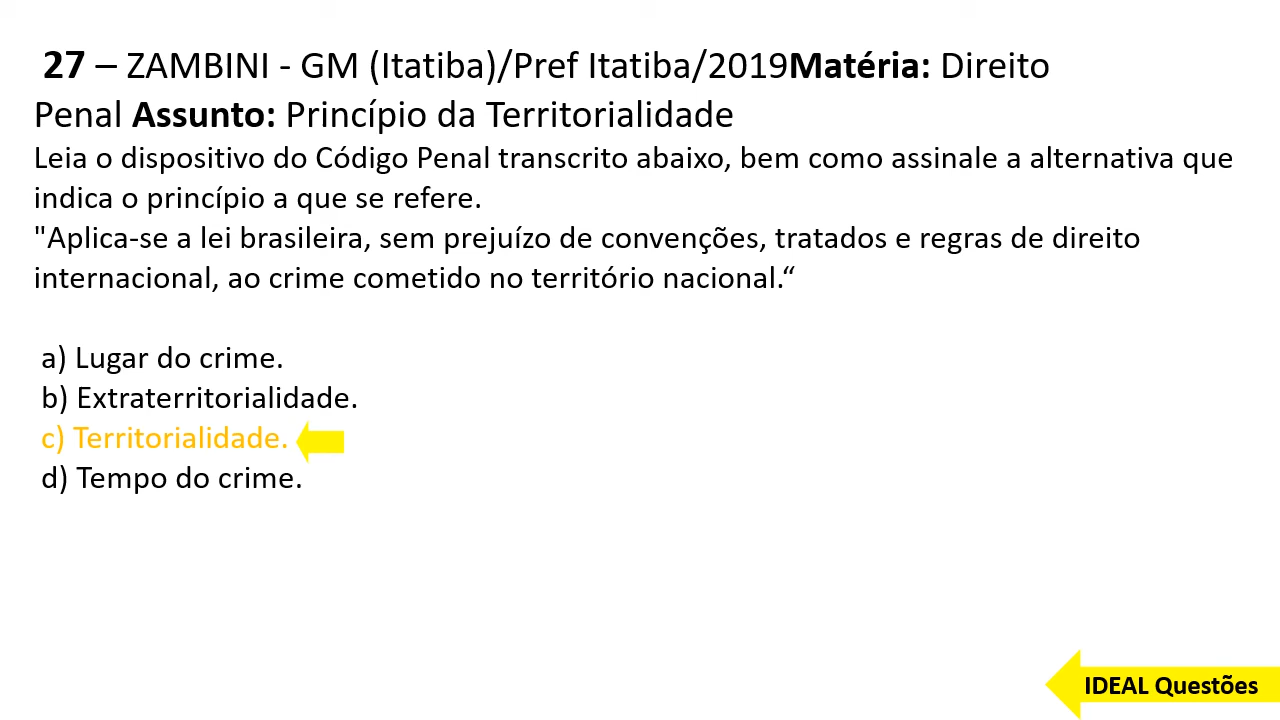 27 – ZAMBINI - GM (Itatiba)/Pref Itatiba/2019Matéria: Direito
Penal Assunto: Princípio da Territorialidade
Leia o dispositivo do Código Penal transcrito abaixo, bem como assinale a alternativa que
indica o princípio a que se refere.
"Aplica-se a lei brasileira, sem prejuízo de convenções, tratados e regras de direito
internacional, ao crime cometido no território nacional.“
a) Lugar do crime.
b) Extraterritorialidade.
c) Territorialidade.
d) Tempo do crime.
IDEAL Questões